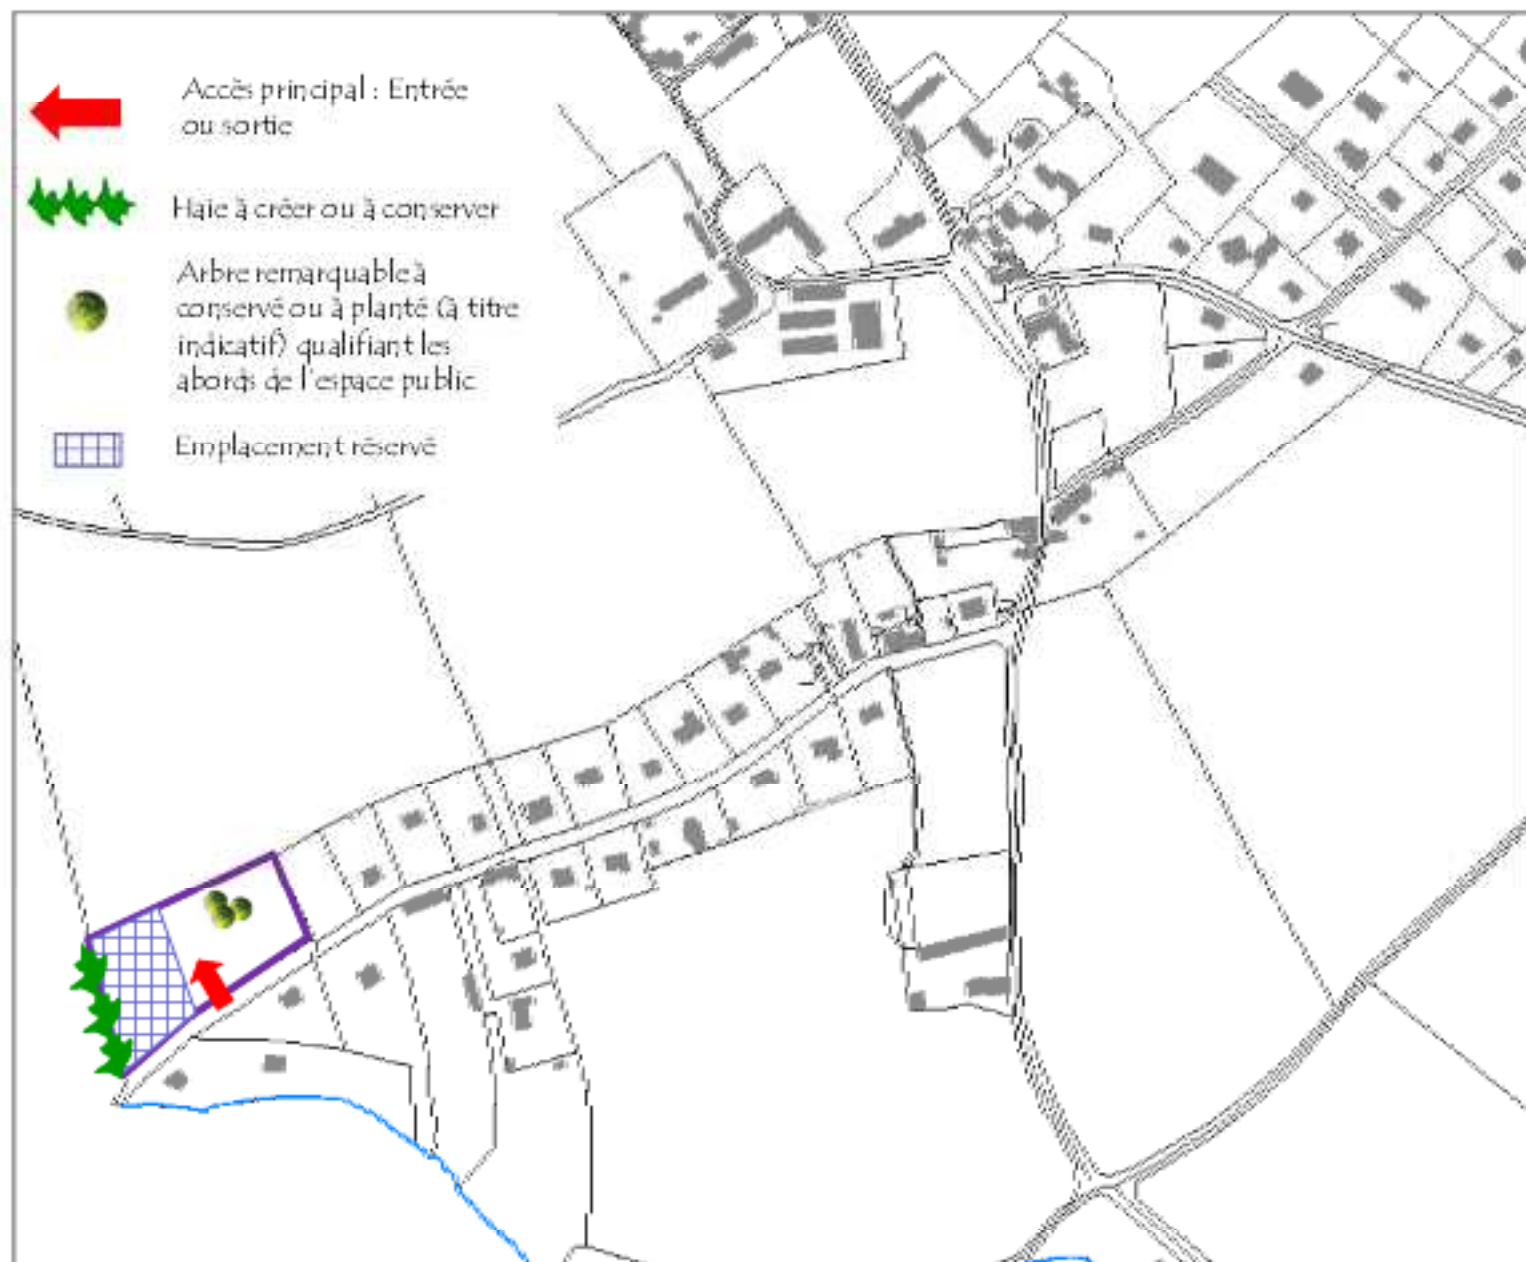 Accès principal : Entrée
ou sortie
Haie à créer ou à conserver
Arbre remarquable à
conservé ou à planté (à titre
indicatif) qualifiant les
abords de l'espace public
Emplacement réservé